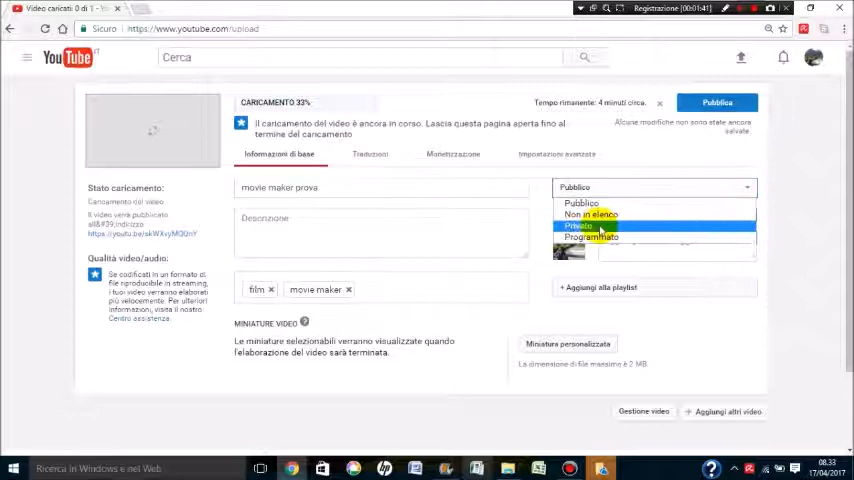 Video caricati: 0 di 1 - Yo
Registrazione [00:01:41]
Sicuro https://www.youtube.com/upload
YouTube IT
Cerca
CARICAMENTO 33%
Tempo rimanente: 4 minuti circa.
Pubblica
Il caricamento del video è ancora in corso. Lascia questa pagina aperta fino al
termine del caricamento
Alcune modifiche non sono state ancora
salvate.
Informazioni di base
Traduzioni
Monetizzazione
Impostazioni avanzate
Stato caricamento:
Caricamento del video
Il video verrà pubblicato
all&#39;indirizzo
Qualità video/audio:
Se codificati in un formato di
file riproducibile in streaming,
i tuoi video verranno elaborati
più velocemente. Per ulteriori
informazioni, visita il nostro
Centro assistenza
movie maker prova
Descrizione
film
movie maker
MINIATURE VIDEO
Le miniature selezionabili verranno visualizzate quando
l'elaborazione del video sarà terminata.
Pubblico
Pubblico
Non in elenco
Privato
Programmato
+ Aggiungi alla playlist
Miniatura personalizzata
La dimensione di file massima è 2 MB.
Gestione video
+ Aggiungi altri video
Ricerca in Windows e nel Web
08.33
17/04/2017